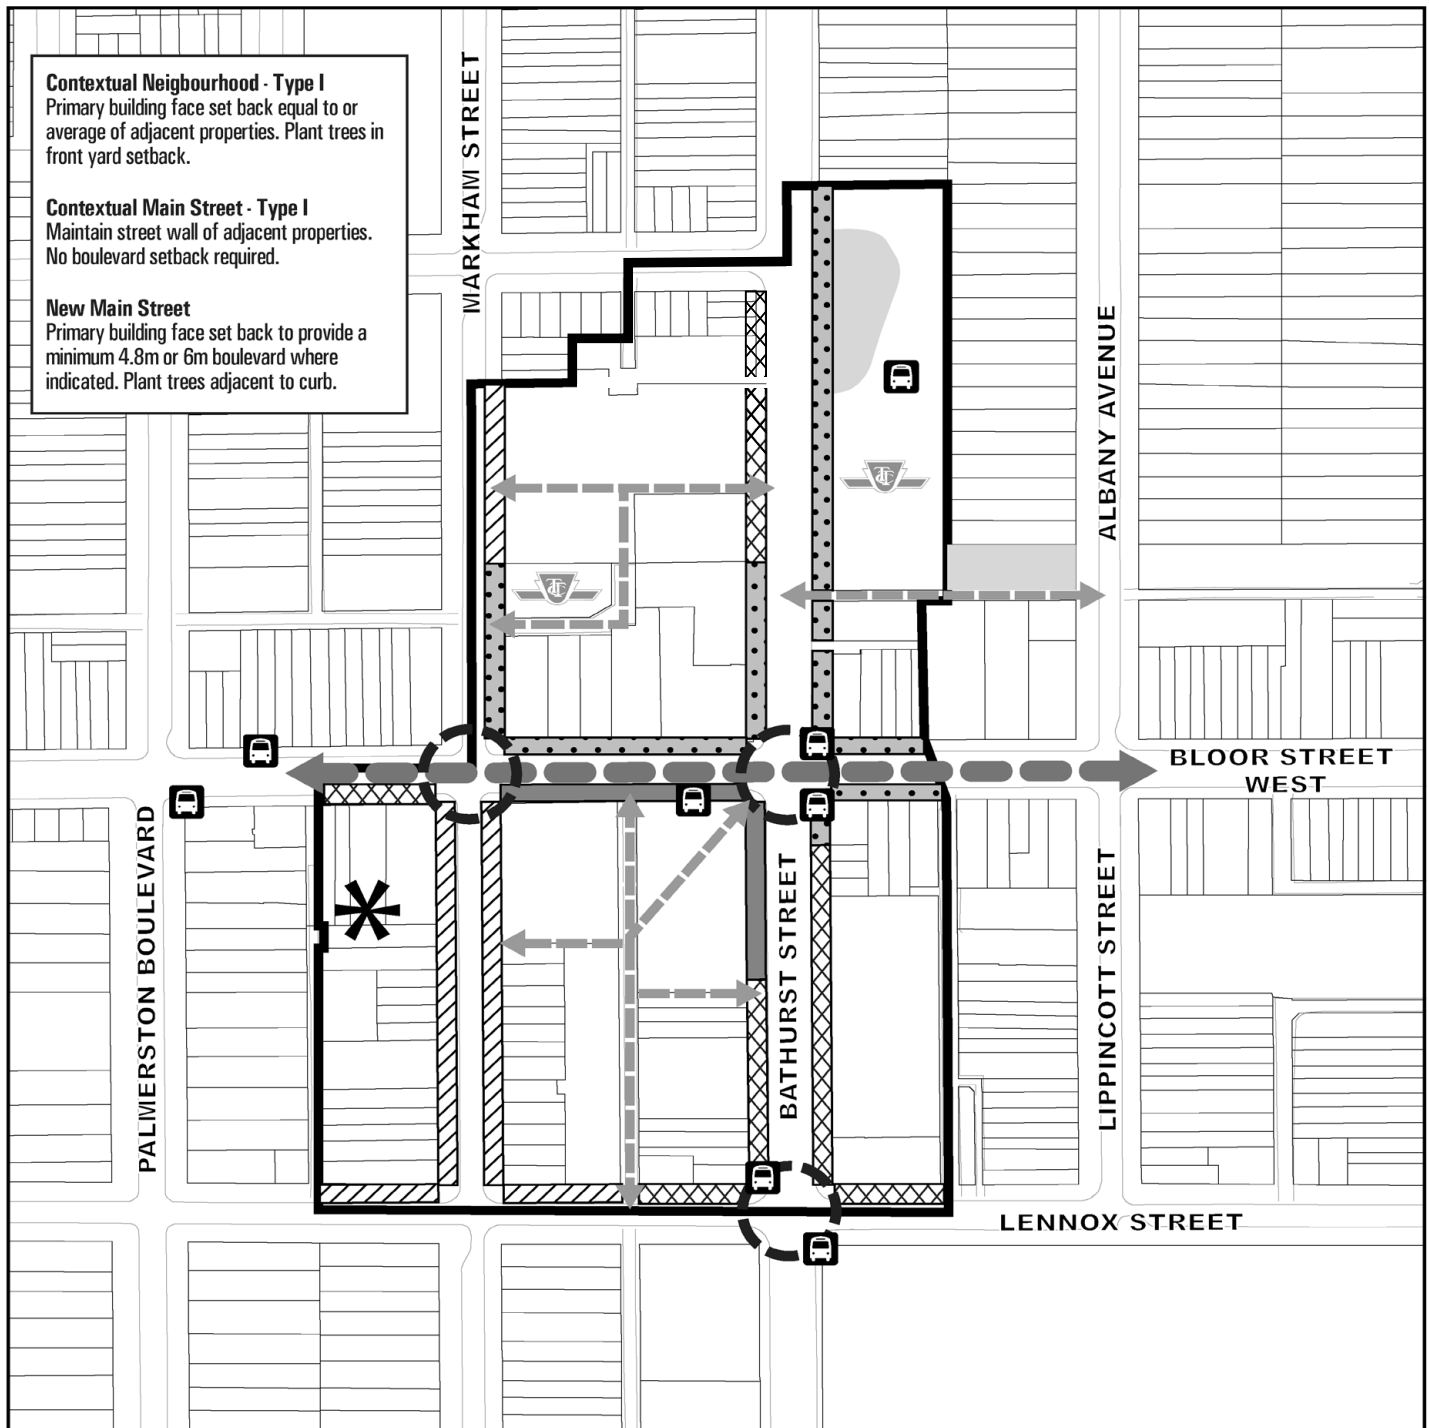 Contextual Neigbourhood - Type I
Primary building face set back equal to or
average of adjacent properties. Plant trees in
front yard setback.
Contextual Main Street - Type I
Maintain street wall of adjacent properties.
No boulevard setback required.
New Main Street
Primary building face set back to provide a
minimum 4.8m or 6m boulevard where
indicated. Plant trees adjacent to curb.
MARKHAM STREET
ALBANY AVENUE
TTC
TTC
BLOOR STREET
WEST
PALMERSTON BOULEVARD
BATHURST STREET
LIPPINCOTT STREET
LENNOX STREET